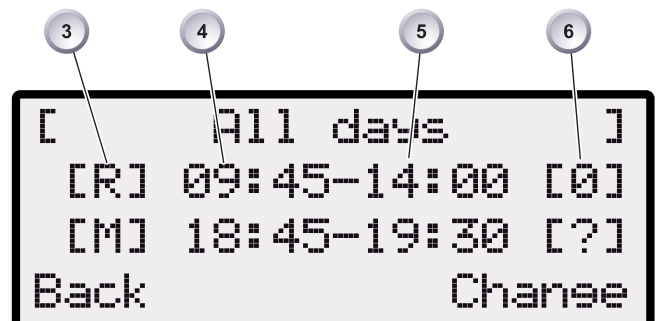 3 4 5 6
[ All days ]
[R] 09:45-14:00 [0]
[M] 18:45-19:30 [?]
Back Change